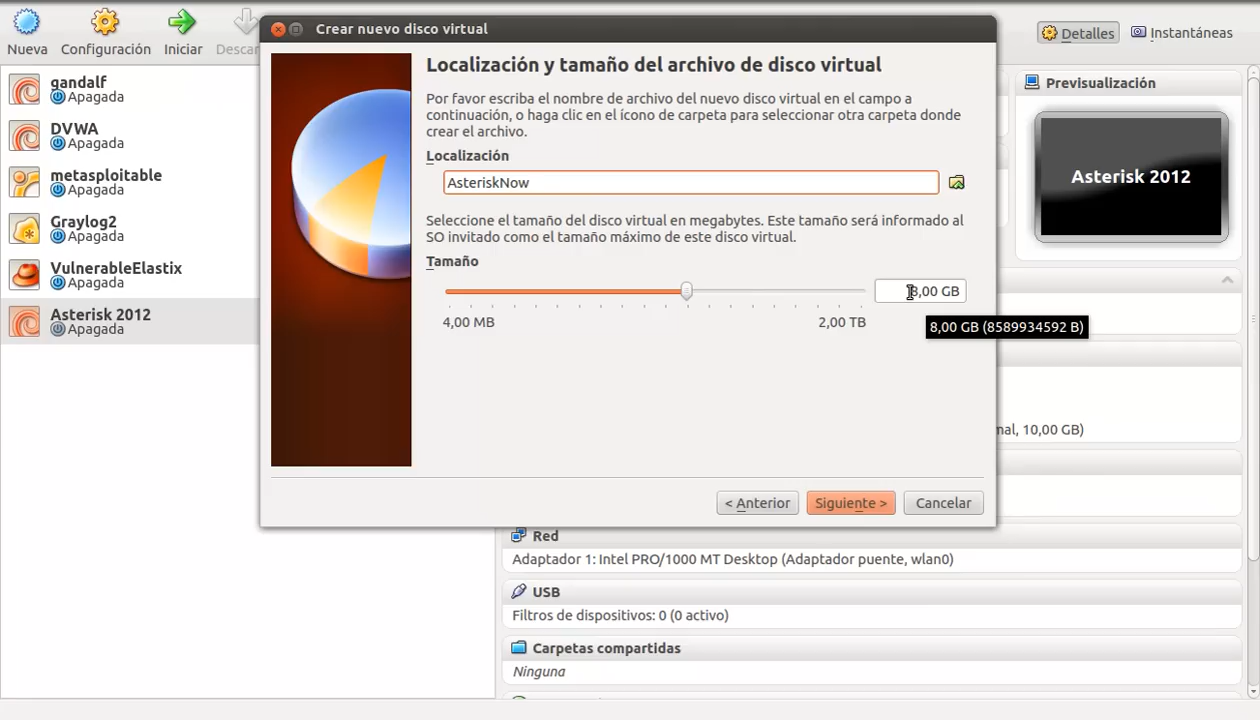 Nueva
Configuración
Iniciar
Descar
Detalles
Instantáneas
gandalf
Apagada
DVWA
Apagada
metasploitable
Apagada
Graylog2
Apagada
VulnerableElastix
Apagada
Asterisk 2012
Apagada
Crear nuevo disco virtual
Localización y tamaño del archivo de disco virtual
Por favor escriba el nombre de archivo del nuevo disco virtual en el campo a
continuación, o haga clic en el ícono de carpeta para seleccionar otra carpeta donde
crear el archivo.
Localización
AsteriskNow
Seleccione el tamaño del disco virtual en megabytes. Este tamaño será informado al
SO invitado como el tamaño máximo de este disco virtual.
Tamaño
8,00 GB
4,00 MB
2,00 TB
8,00 GB (8589934592 B)
< Anterior
Siguiente >
Cancelar
Previsualización
Asterisk 2012
nal, 10,00 GB)
Red
Adaptador 1: Intel PRO/1000 MT Desktop (Adaptador puente, wlan0)
USB
Filtros de dispositivos: 0 (0 activo)
Carpetas compartidas
Ninguna